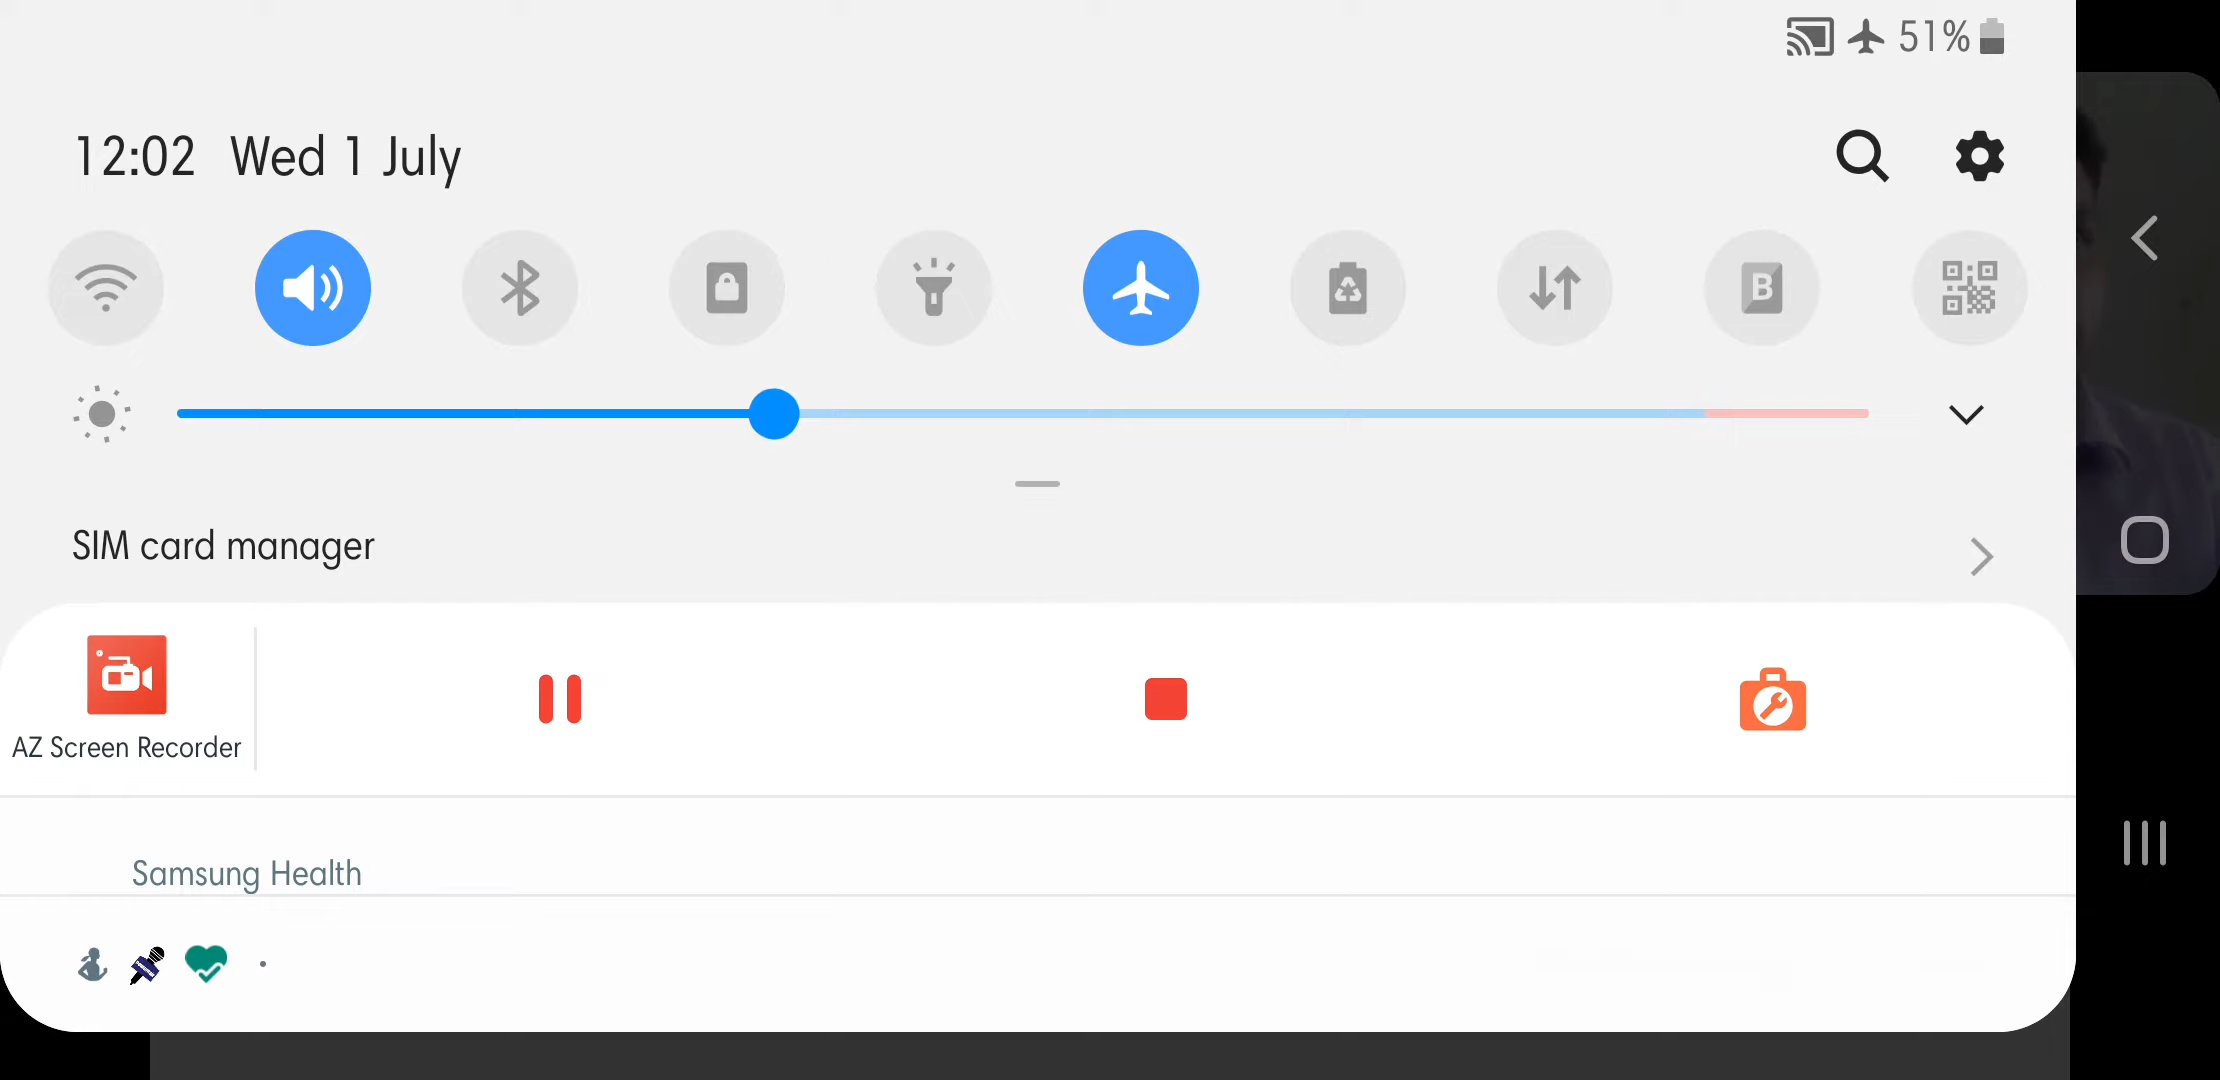 51%
12:02 Wed 1 July
B
SIM card manager
AZ Screen Recorder
Samsung Health